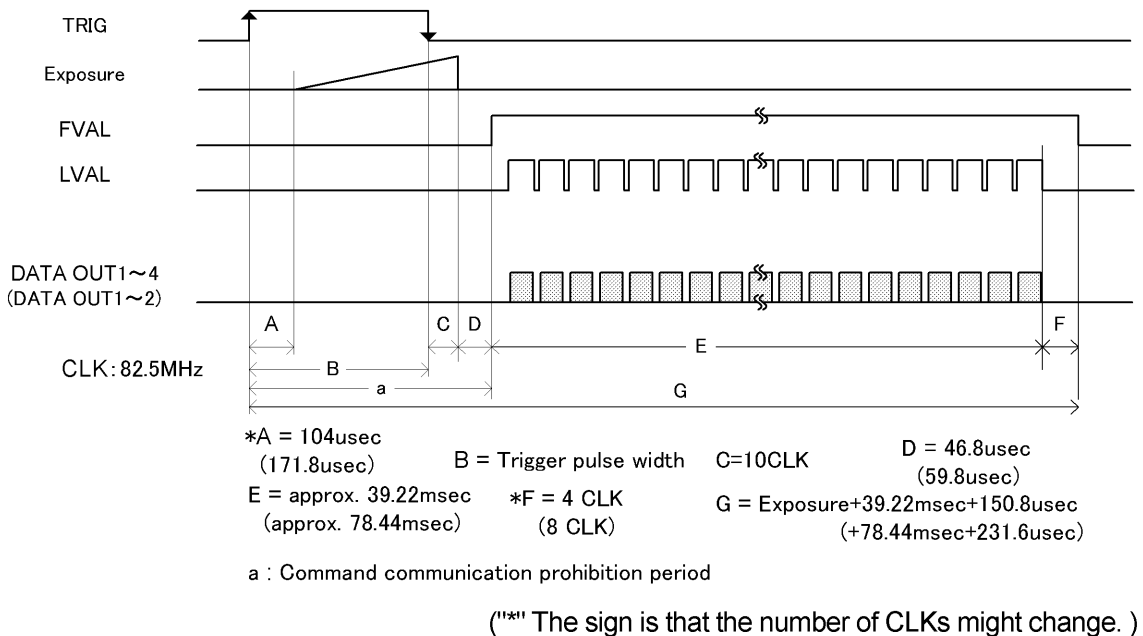 TRIG
Exposure
FVAL
LVAL
DATA OUT1~4
(DATA OUT1~2)
A
C
D
F
E
CLK:82.5MHz
B
a
G
*A = 104usec
(171.8usec)
B = Trigger pulse width
C=10CLK
D = 46.8usec
(59.8usec)
E = approx. 39.22msec
(approx. 78.44msec)
*F = 4 CLK
(8 CLK)
G = Exposure+39.22msec+150.8usec
(+78.44msec+231.6usec)
a : Command communication prohibition period
("*" The sign is that the number of CLKs might change. )